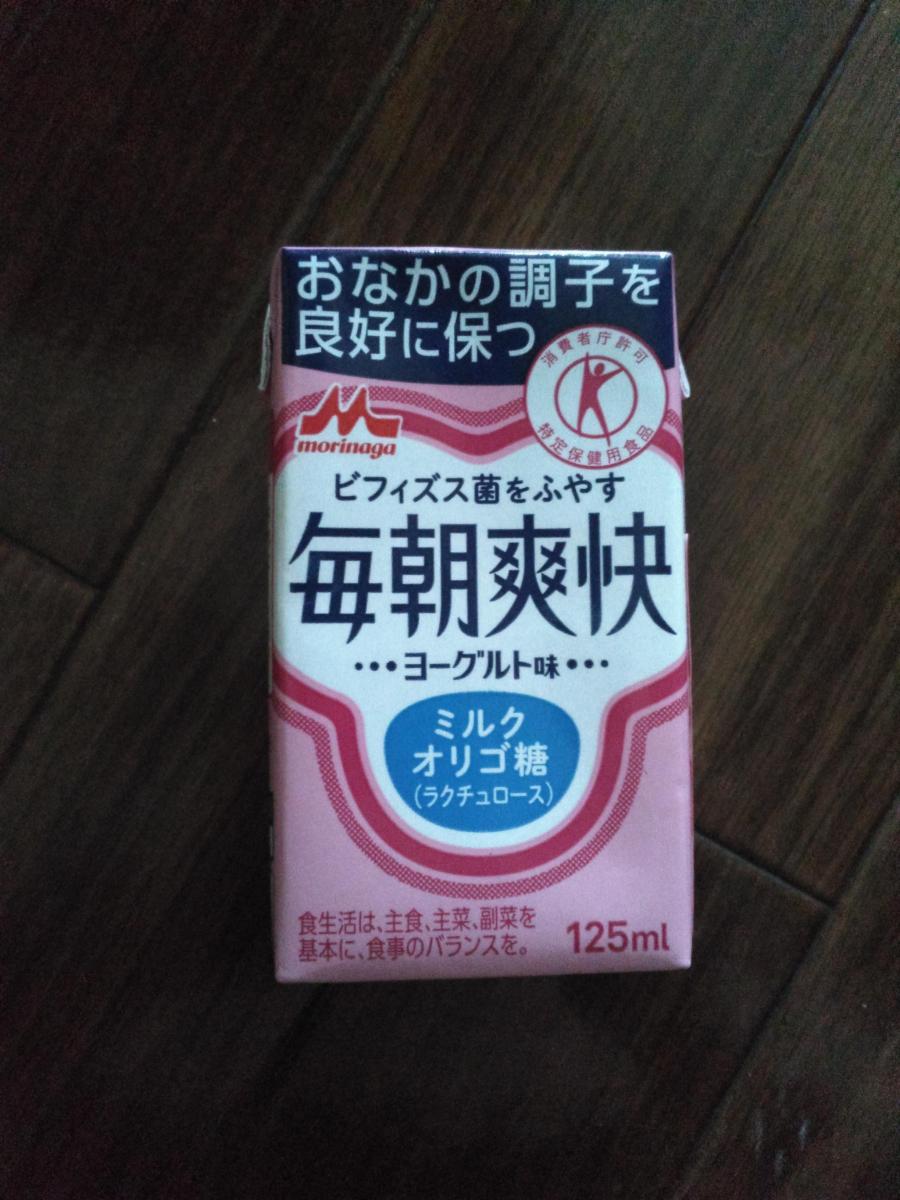 おなかの調子を
良好に保つ
消費者庁許可
特定保健用食品
morinaga
ビフィズス菌をふやす
毎朝爽快
•••ヨーグルト味•••
ミルク
オリゴ糖
(ラクチュロース)
食生活は、主食、主菜、副菜を
基本に、食事のバランスを。
125ml